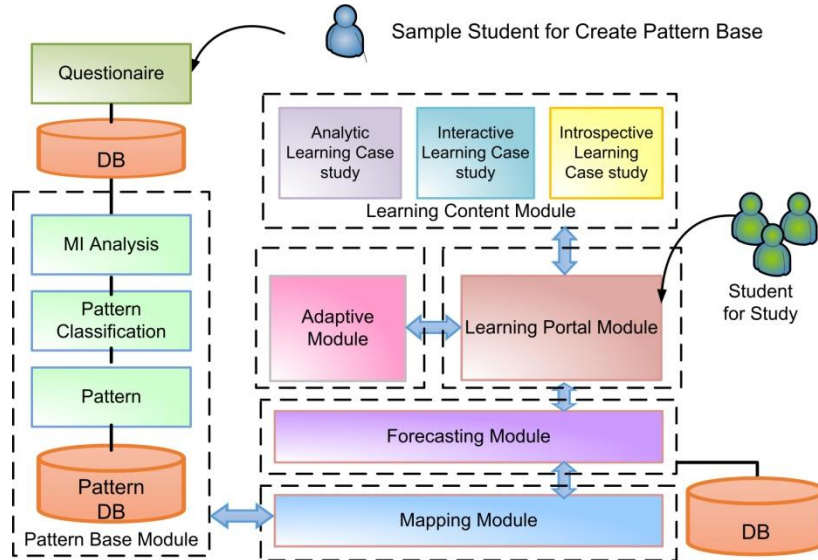 Sample Student for Create Pattern Base
Questionaire
DB
MI Analysis
Pattern
Classification
Pattern
Pattern
DB
Pattern Base Module
Analytic
Learning Case
study
Interactive
Learning Case
study
Introspective
Learning
Case study
Learning Content Module
Adaptive
Module
Learning Portal Module
Student
for Study
Forecasting Module
Mapping Module
DB